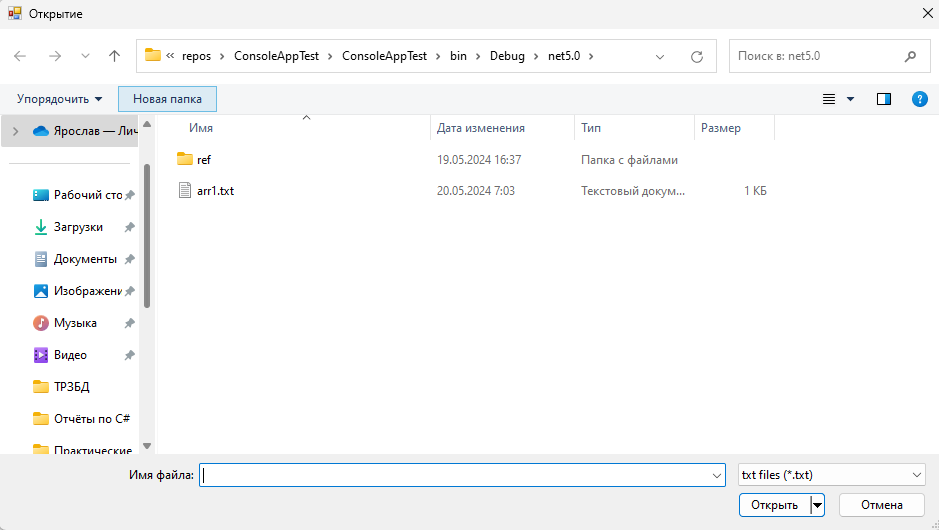 Открытие
« repos › ConsoleAppTest › ConsoleAppTest › bin › Debug › net5.0 ›
Поиск в: net5.0
Упорядочить
Новая папка
?
Ярослав — Лич
Рабочий сто
Загрузки
Документы
Изображени
Музыка
Видео
ТРЗБД
Отчёты по C#
Практические
Имя Дата изменения Тип Размер
ref 19.05.2024 16:37 Папка с файлами
arr1.txt 20.05.2024 7:03 Текстовый докум... 1 КБ
Имя файла:
txt files (*.txt)
Открыть
Отмена